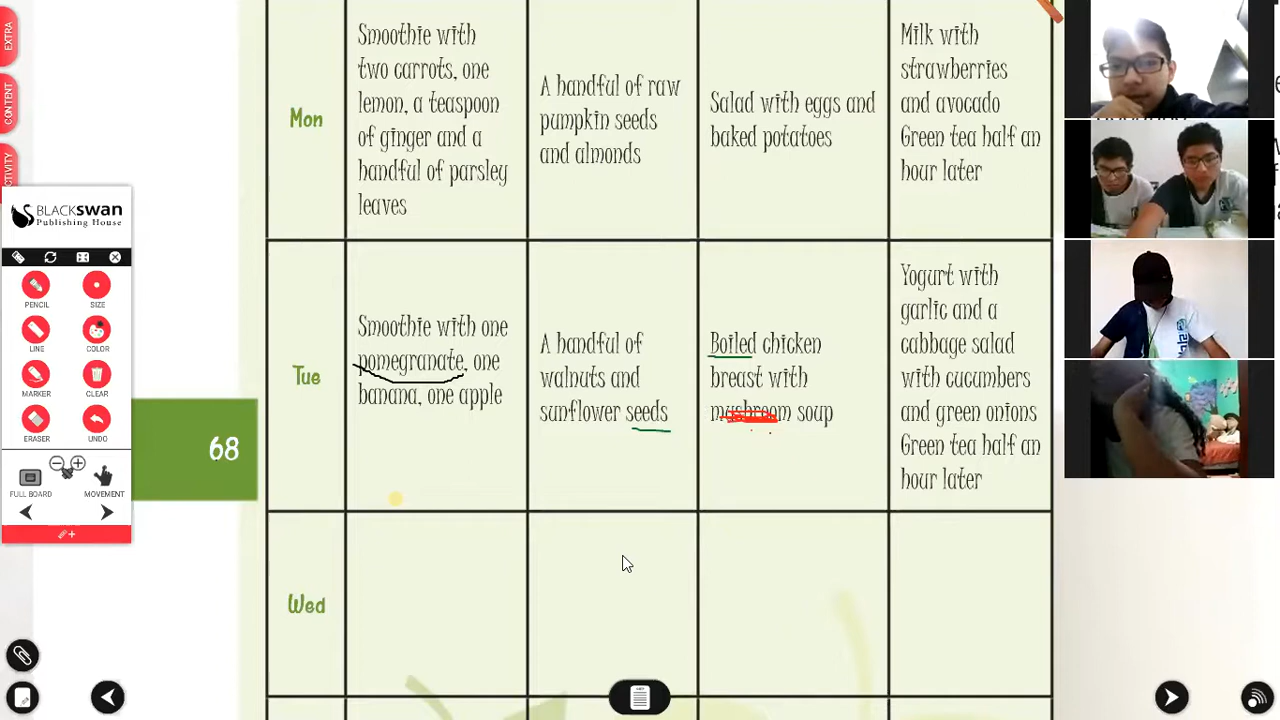 EXTRA
CONTENT
CTIVITY
BLACKSWAN
Publishing House
PENCIL
SIZE
LINE
COLOR
MARKER
CLEAR
ERASER
UNDO
FULL BOARD
MOVEMENT
68
Mon
Smoothie with
two carrots, one
lemon, a teaspoon
of ginger and a
handful of parsley
leaves
A handful of raw
pumpkin seeds
and almonds
Salad with eggs and
baked potatoes
Milk with
strawberries
and avocado
Green tea half an
hour later
Tue
Smoothie with one
pomegranate, one
banana, one apple
A handful of
walnuts and
sunflower seeds
Boiled chicken
breast with
mushroom soup
Yogurt with
garlic and a
cabbage salad
with cucumbers
and green onions
Green tea half an
hour later
Wed